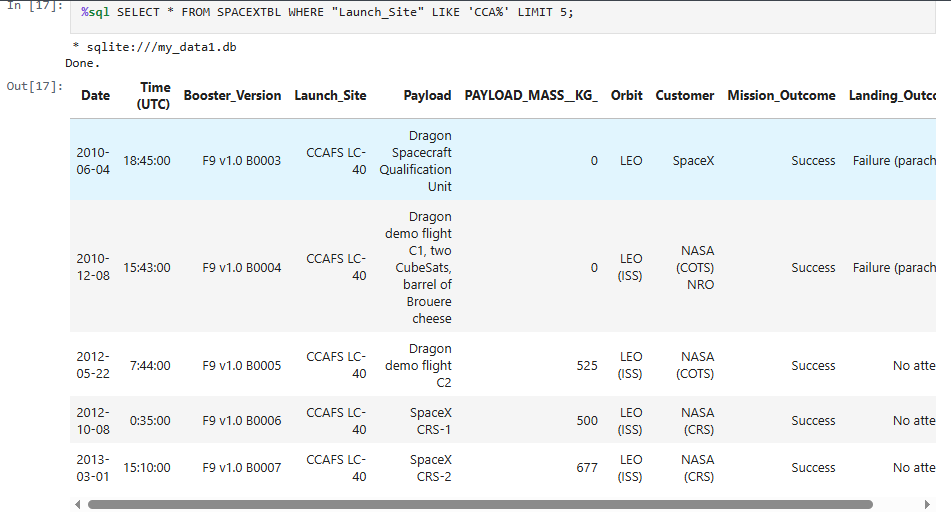 In [17]: %sql SELECT * FROM SPACEXTBL WHERE "Launch_Site" LIKE 'CCA%' LIMIT 5;
* sqlite:///my_data1.db
Done.
Out[17]:
Date Time (UTC) Booster_Version Launch_Site Payload PAYLOAD_MASS__KG_ Orbit Customer Mission_Outcome Landing_Outco
2010-06-04 18:45:00 F9 v1.0 B0003 CCAFS LC-40 Dragon Spacecraft Qualification Unit 0 LEO SpaceX Success Failure (parach
2010-12-08 15:43:00 F9 v1.0 B0004 CCAFS LC-40 Dragon demo flight C1, two CubeSats, barrel of Brouere cheese 0 LEO (ISS) NASA (COTS) NRO Success Failure (parach
2012-05-22 7:44:00 F9 v1.0 B0005 CCAFS LC-40 Dragon demo flight C2 525 LEO (ISS) NASA (COTS) Success No atte
2012-10-08 0:35:00 F9 v1.0 B0006 CCAFS LC-40 SpaceX CRS-1 500 LEO (ISS) NASA (CRS) Success No atte
2013-03-01 15:10:00 F9 v1.0 B0007 CCAFS LC-40 SpaceX CRS-2 677 LEO (ISS) NASA (CRS) Success No atte